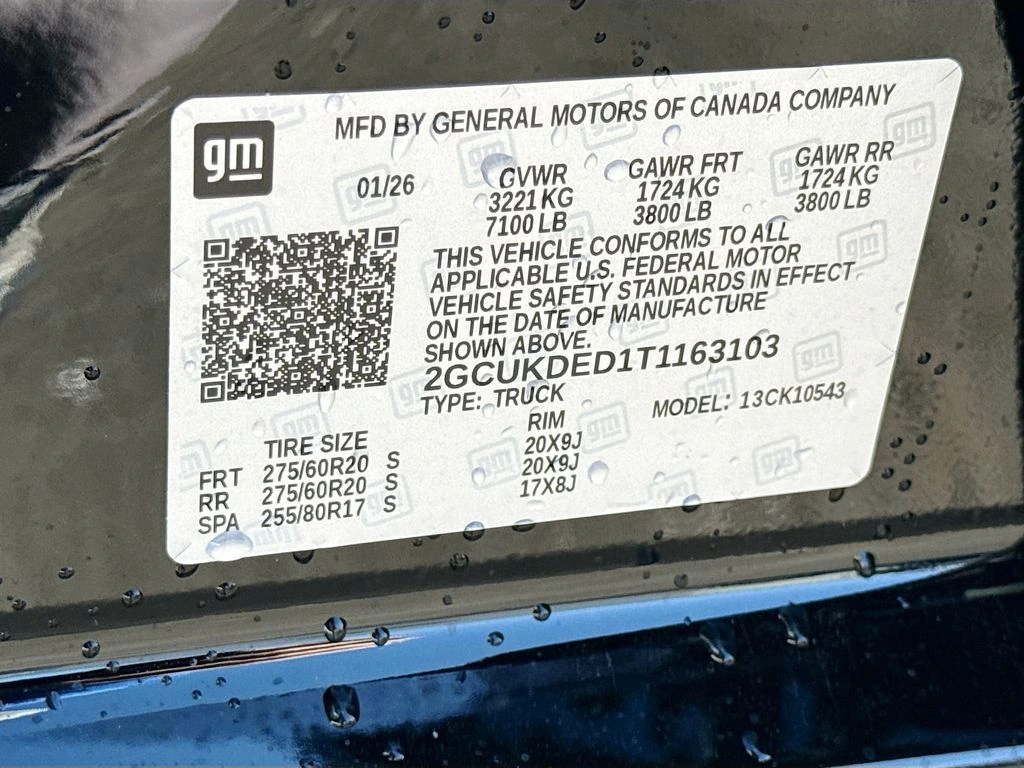 gm
MFD BY GENERAL MOTORS OF CANADA COMPANY
01/26
GVWR GAWR FRT GAWR RR
3221 KG 1724 KG 1724 KG
7100 LB 3800 LB 3800 LB
THIS VEHICLE CONFORMS TO ALL
APPLICABLE U.S. FEDERAL MOTOR
VEHICLE SAFETY STANDARDS IN EFFECT
ON THE DATE OF MANUFACTURE
SHOWN ABOVE.
2GCUKDED1T1163103
TYPE: TRUCK MODEL: 13CK10543
TIRE SIZE RIM
FRT 275/60R20 S 20X9J
RR 275/60R20 S 20X9J
SPA 255/80R17 S 17X8J